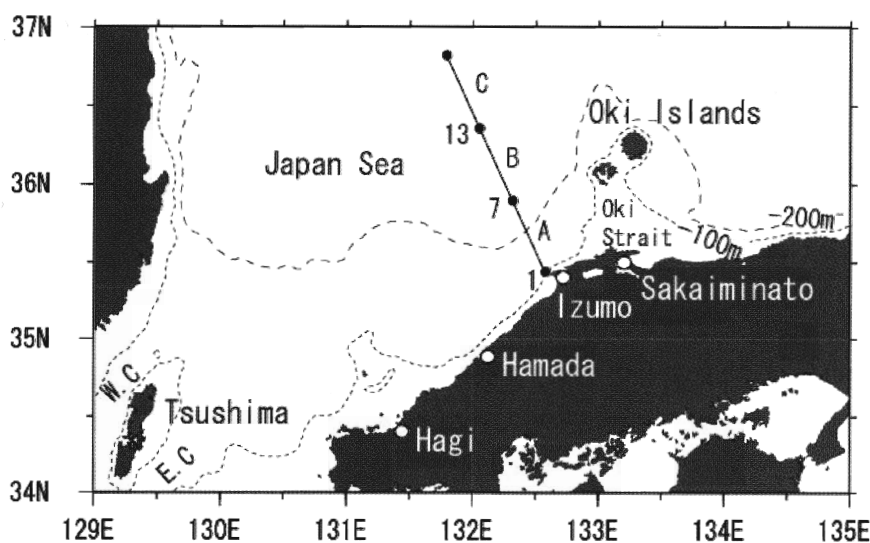 37N
36N
35N
34N
129E
130E
131E
132E
133E
134E
135E
C
13
B
7
A
1
Japan Sea
Oki Islands
Oki
Strait
-200m-
-100m-
Izumo
Sakaiminato
Hamada
Hagi
W.C
Tsushima
E.C